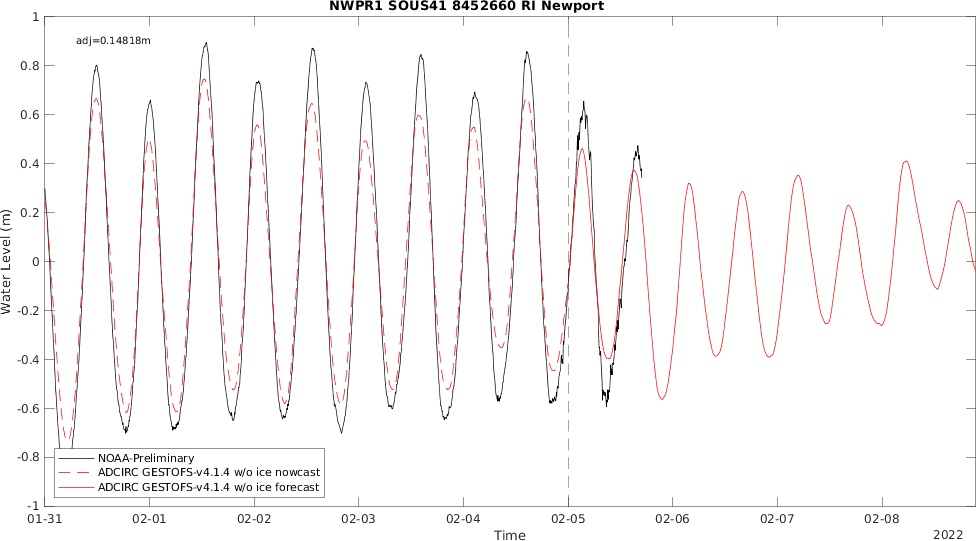 NWPR1 SOUS41 8452660 RI Newport
adj=0.14818m
1
0.8
0.6
0.4
0.2
0
-0.2
-0.4
-0.6
-0.8
-1
Water Level (m)
NOAA-Preliminary
ADCIRC GESTOFS-v4.1.4 w/o ice nowcast
ADCIRC GESTOFS-v4.1.4 w/o ice forecast
01-31 02-01 02-02 02-03 02-04 02-05 02-06 02-07 02-08
Time
2022